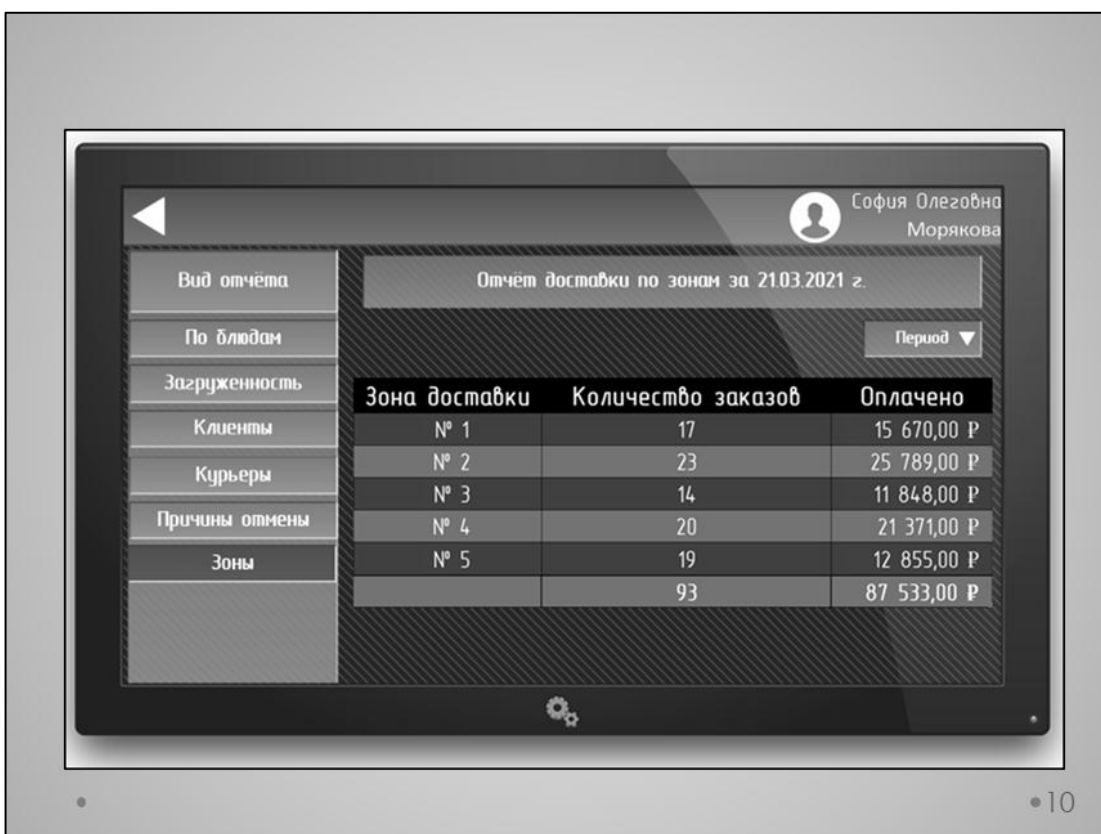 София Олеговна
Морякова
Вид отчёта
По блюдам
Загруженность
Клиенты
Курьеры
Причины отмены
Зоны
Отчёт доставки по зонам за 21.03.2021 г.
Период
Зона доставки Количество заказов Оплачено
№ 1 17 15 670,00 ₽
№ 2 23 25 789,00 ₽
№ 3 14 11 848,00 ₽
№ 4 20 21 371,00 ₽
№ 5 19 12 855,00 ₽
93 87 533,00 ₽
10